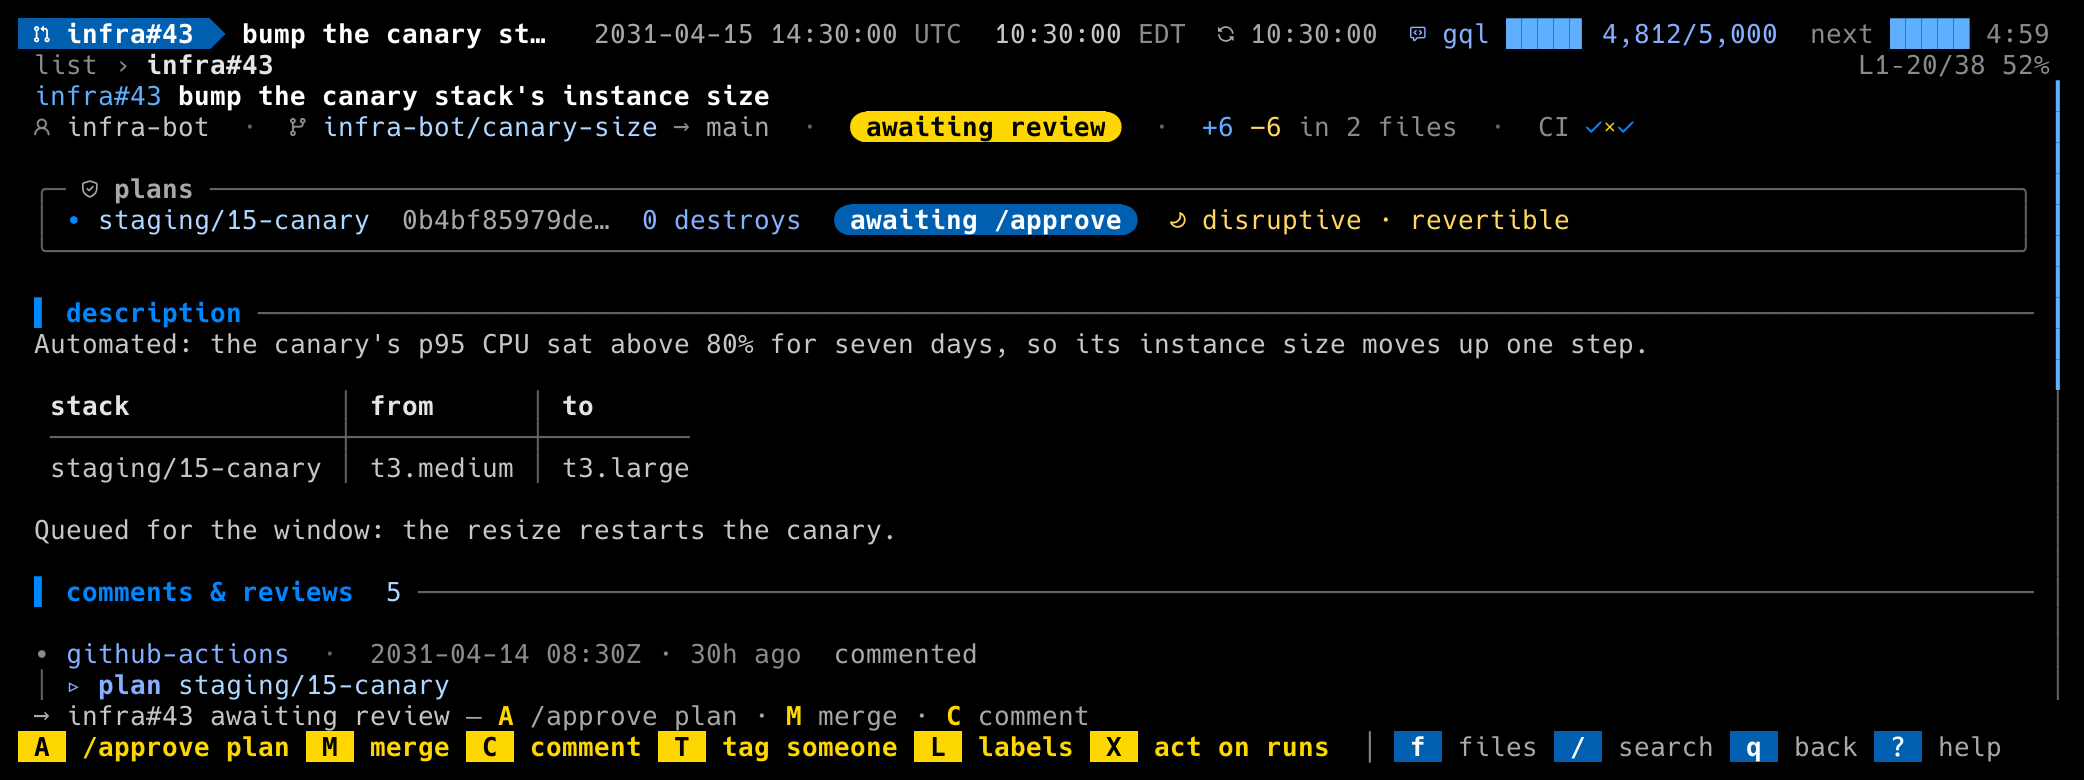 infra#43 bump the canary st… 2031-04-15 14:30:00 UTC 10:30:00 EDT 10:30:00 gql 4,812/5,000 next 4:59
list › infra#43 L1-20/38 52%
infra#43 bump the canary stack's instance size
infra-bot · infra-bot/canary-size → main · awaiting review · +6 −6 in 2 files · CI ✓×✓
plans
• staging/15-canary 0b4bf85979de… 0 destroys awaiting /approve disruptive · revertible
description
Automated: the canary's p95 CPU sat above 80% for seven days, so its instance size moves up one step.
stack from to
staging/15-canary t3.medium t3.large
Queued for the window: the resize restarts the canary.
comments & reviews 5
• github-actions · 2031-04-14 08:30Z · 30h ago commented
▹ plan staging/15-canary
→ infra#43 awaiting review — A /approve plan · M merge · C comment
A /approve plan M merge C comment T tag someone L labels X act on runs │ f files / search q back ? help